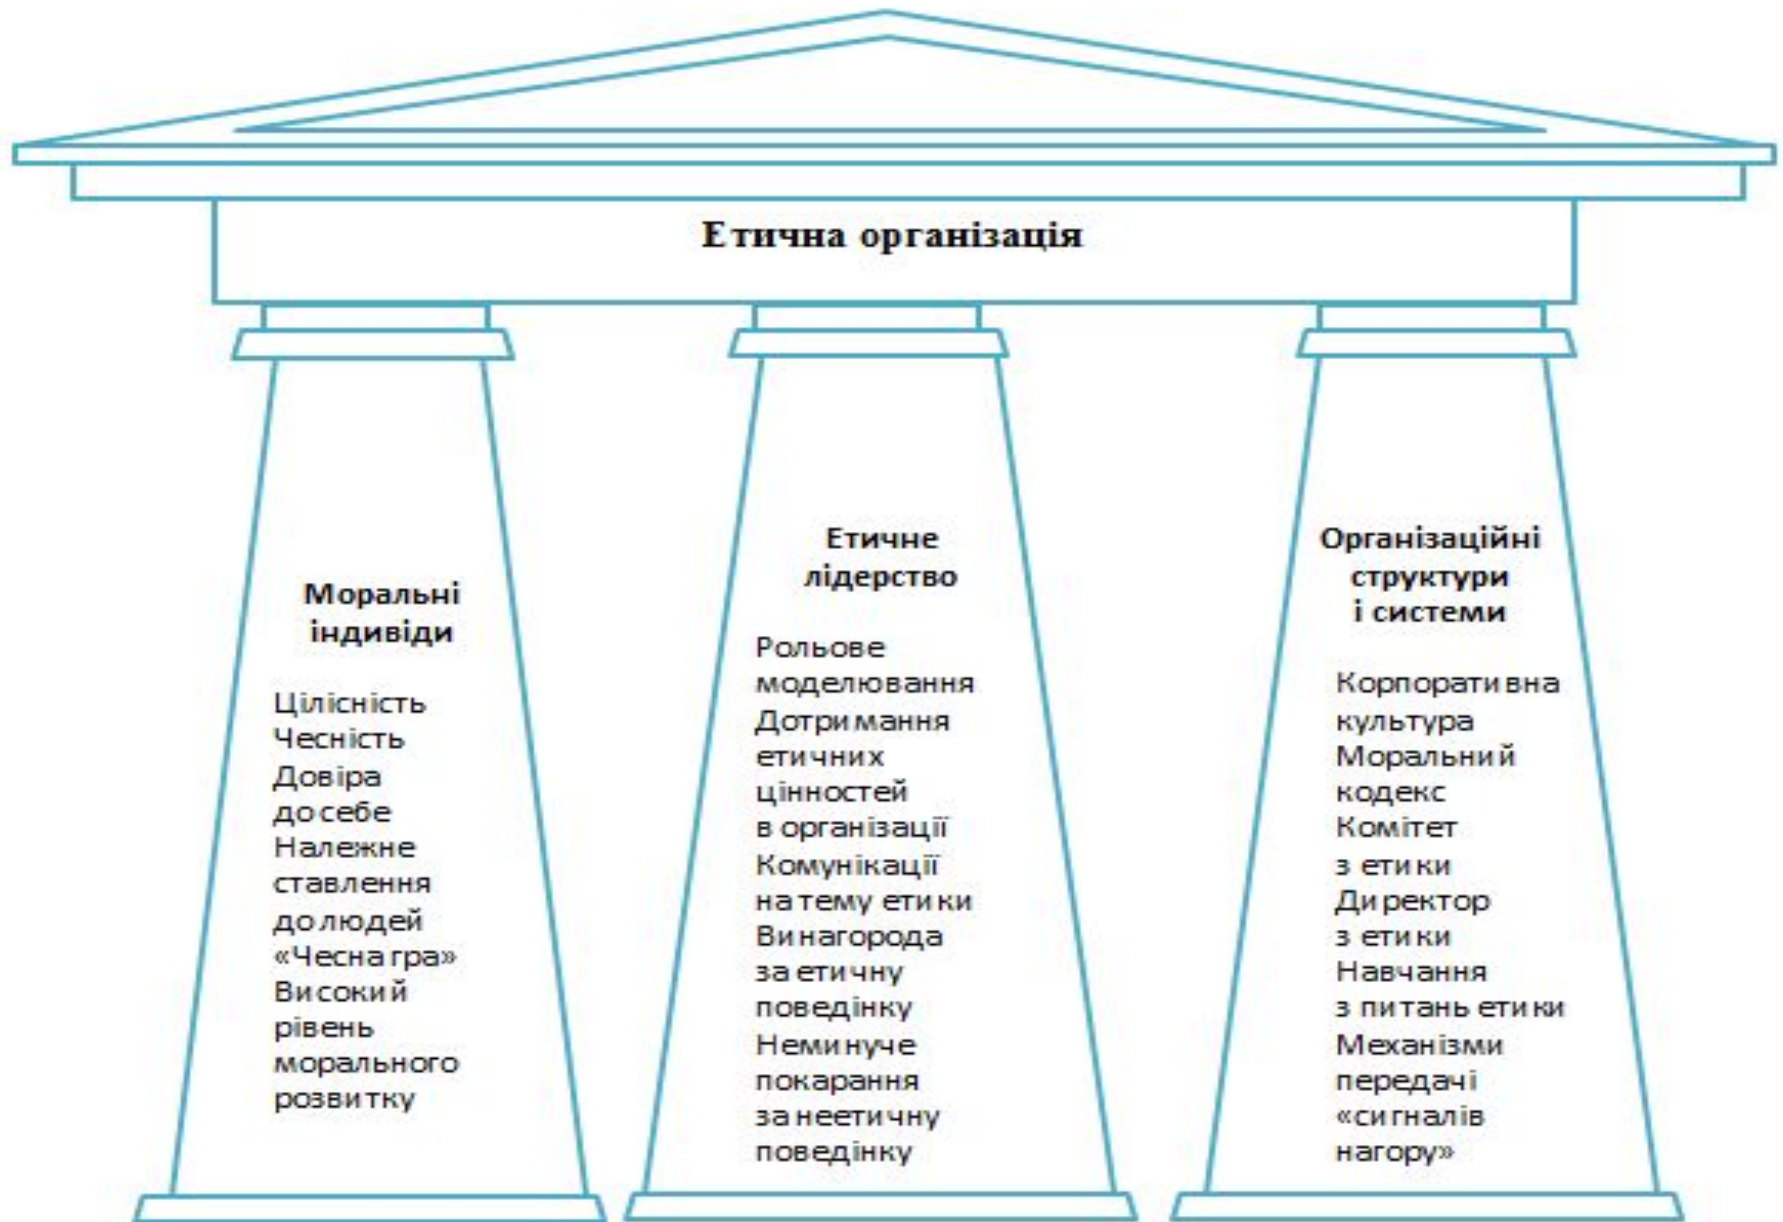 Етична організація
Моральні
індивіди
Цілісність
Чесність
Довіра
до себе
Належне
ставлення
до людей
«Чесна гра»
Високий
рівень
морального
розвитку
Етичне
лідерство
Рольове
моделювання
Дотримання
етичних
цінностей
в організації
Комунікації
на тему етики
Винагорода
за етичну
поведінку
Неминуче
покарання
за неетичну
поведінку
Організаційні
структури
і системи
Корпоративна
культура
Моральний
кодекс
Комітет
з етики
Директор
з етики
Навчання
з питань етики
Механізми
передачі
«сигналів
нагору»